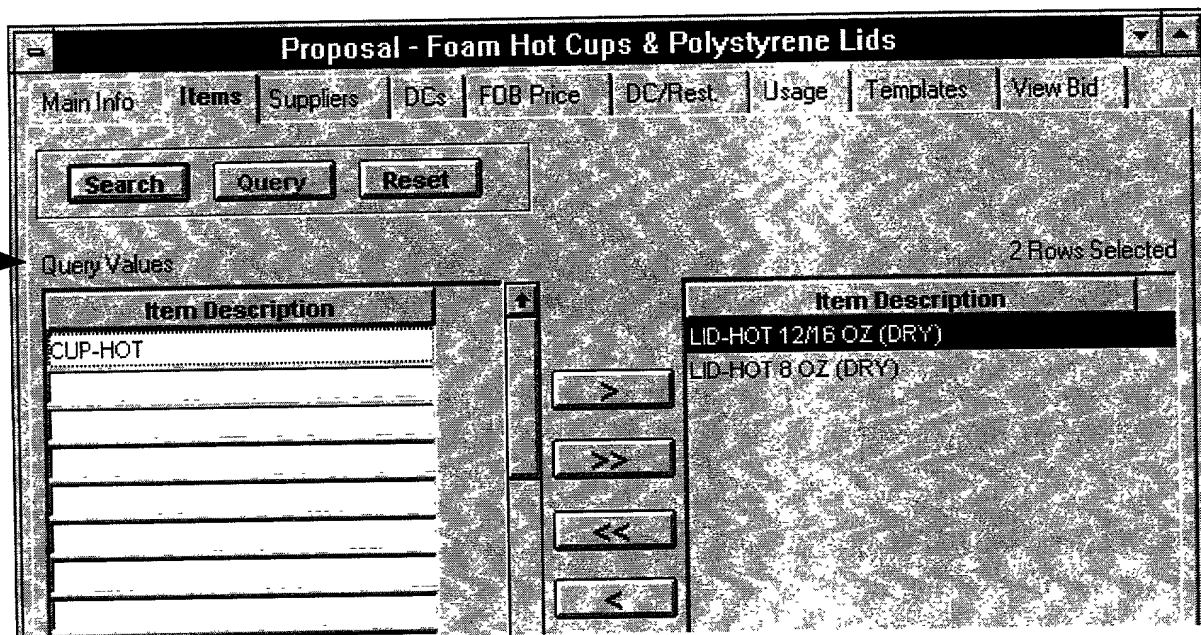 Proposal - Foam Hot Cups & Polystyrene Lids
Main Info Items Suppliers DCs FOB Price DC/Rest. Usage Templates View Bid
Search Query Reset
Query Values
2 Rows Selected
Item Description
CUP-HOT
>
>>
<<
<
Item Description
LID-HOT 12/16 OZ (DRY)
LID-HOT 8 OZ (DRY)